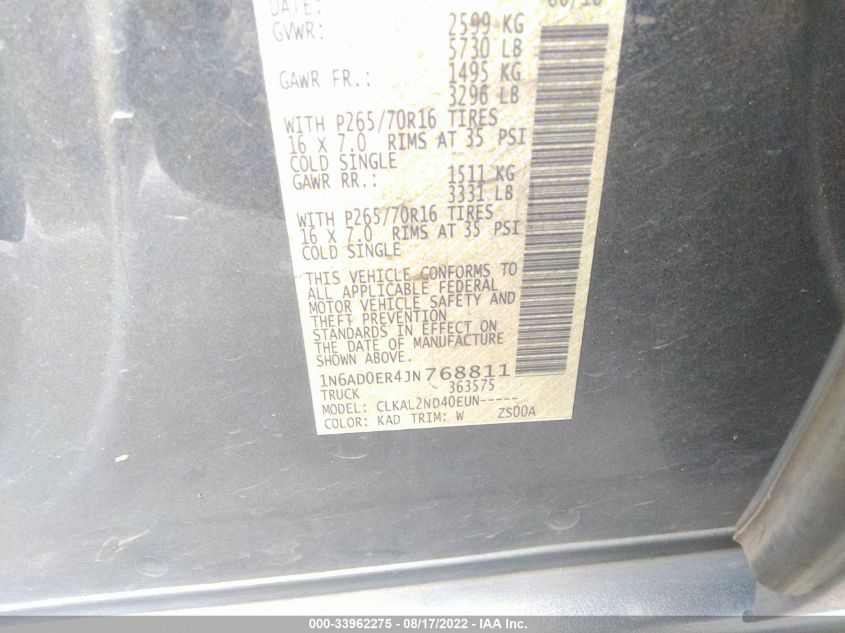 DATE:
GVWR: 2599 KG
5730 LB
GAWR FR.: 1495 KG
3296 LB
WITH P265/70R16 TIRES
16 X 7.0 RIMS AT 35 PSI
COLD SINGLE
GAWR RR.: 1511 KG
3331 LB
WITH P265/70R16 TIRES
16 X 7.0 RIMS AT 35 PSI
COLD SINGLE
THIS VEHICLE CONFORMS TO
ALL APPLICABLE FEDERAL
MOTOR VEHICLE SAFETY AND
THEFT PREVENTION
STANDARDS IN EFFECT ON
THE DATE OF MANUFACTURE
SHOWN ABOVE.
1N6AD0ER4JN768811
TRUCK 363575
MODEL: CLKAL2ND40EUN-----
COLOR: KAD TRIM: W ZS00A
000-33962275 - 08/17/2022 - IAA Inc.